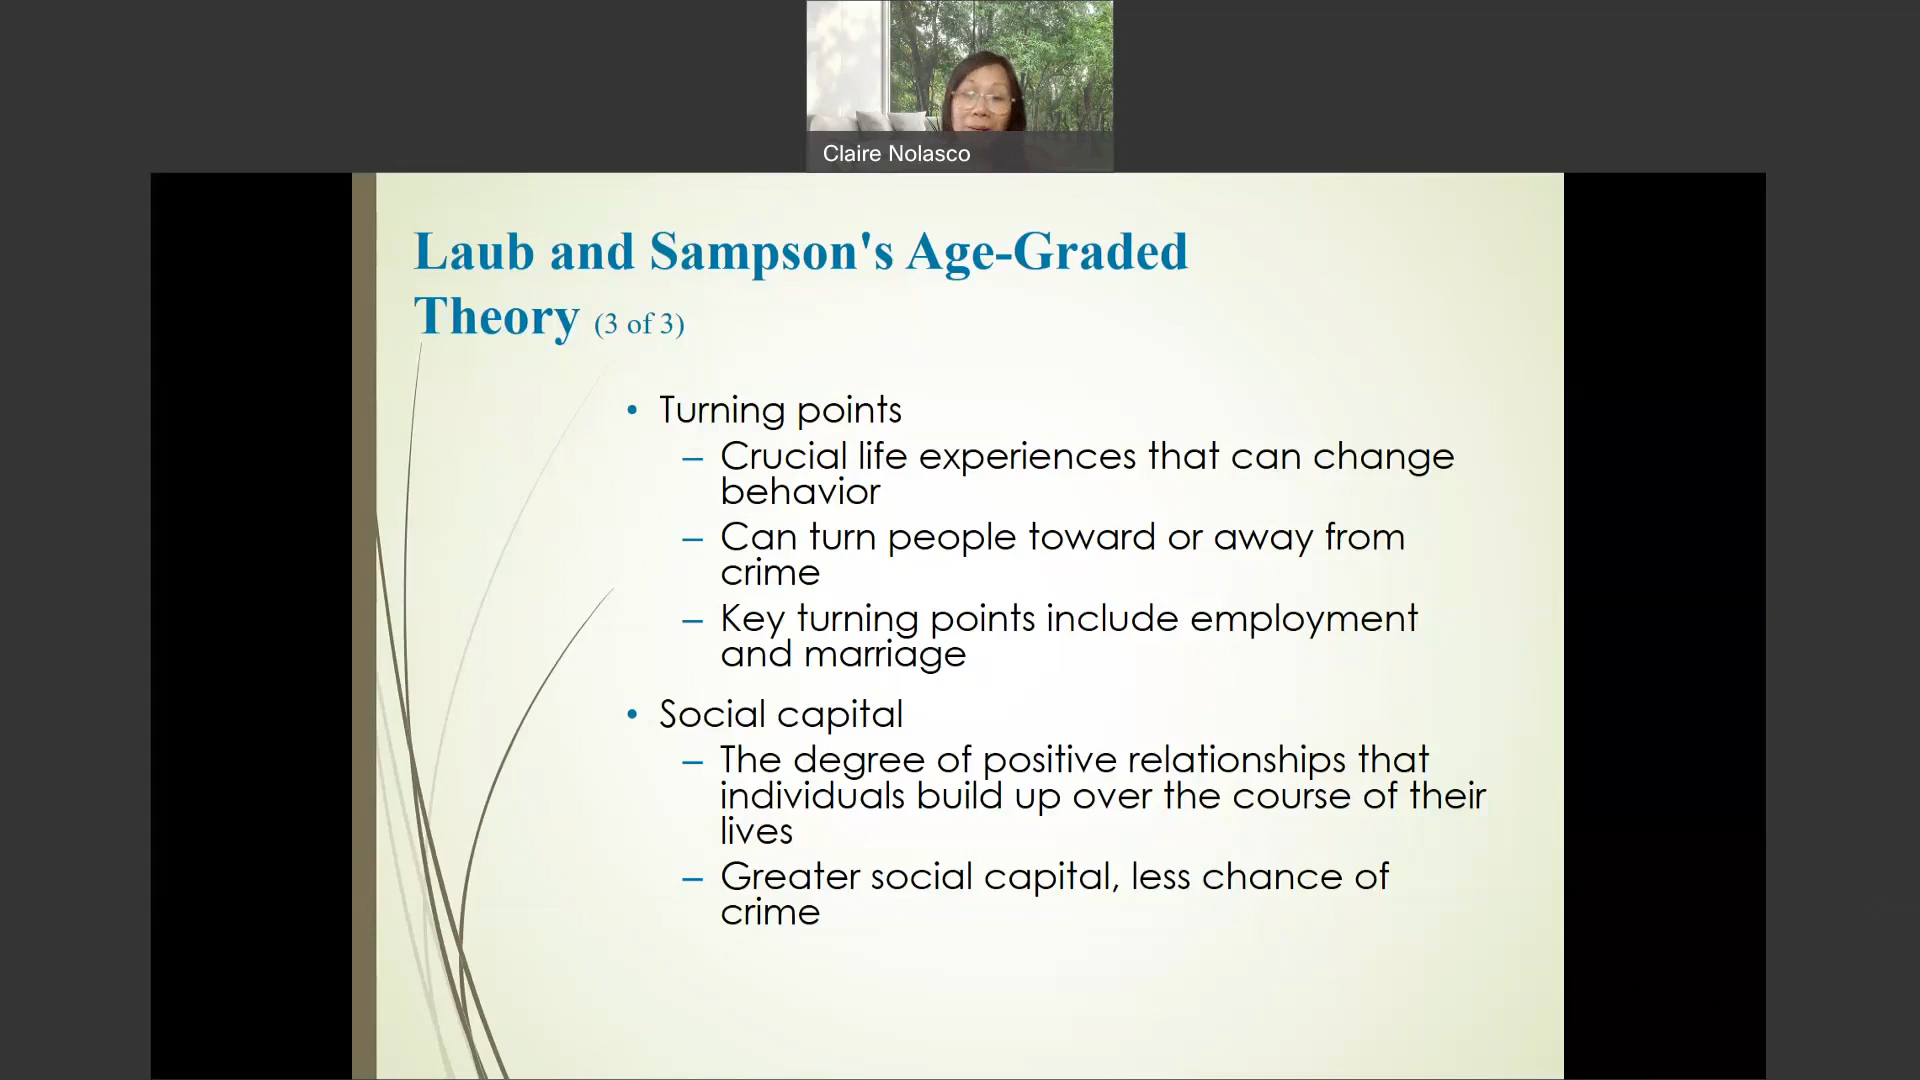 Claire Nolasco
Laub and Sampson's Age-Graded
Theory (3 of 3)
• Turning points
– Crucial life experiences that can change
behavior
– Can turn people toward or away from
crime
– Key turning points include employment
and marriage
• Social capital
– The degree of positive relationships that
individuals build up over the course of their
lives
– Greater social capital, less chance of
crime